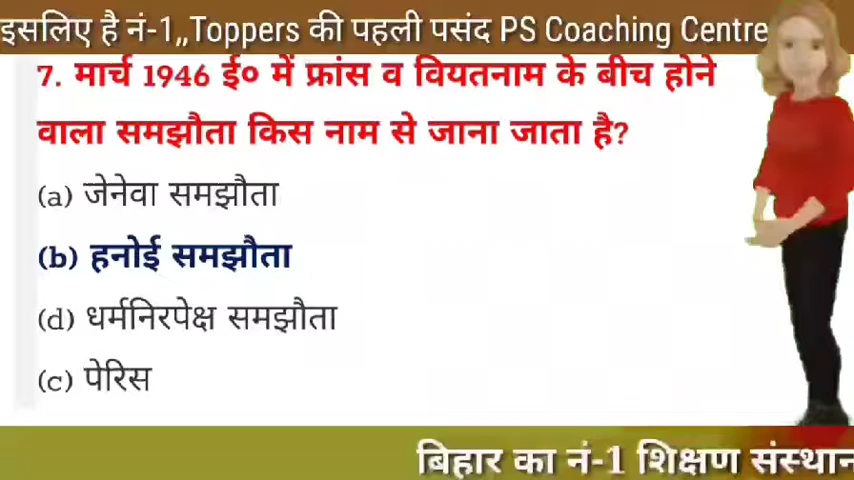 इसलिए है नं-1,,Toppers की पहली पसंद PS Coaching Centre
7. मार्च 1946 ई० में फ्रांस व वियतनाम के बीच होने
वाला समझौता किस नाम से जाना जाता है?
(a) जेनेवा समझौता
(b) हनोई समझौता
(d) धर्मनिरपेक्ष समझौता
(c) पेरिस
बिहार का नं-1 शिक्षण संस्थान